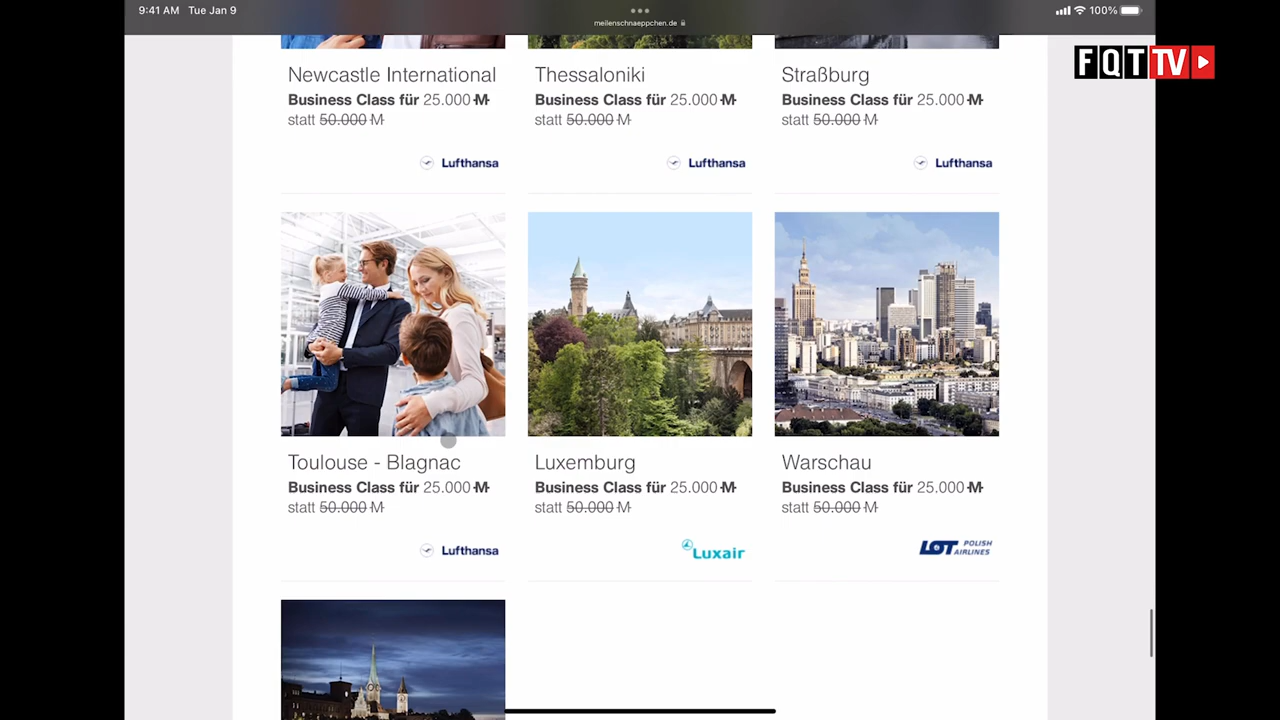 9:41 AM Tue Jan 9
100%
meilenschnaeppchen.de
FQT TV
Newcastle International
Business Class für 25.000 M
statt 50.000 M
Lufthansa
Thessaloniki
Business Class für 25.000 M
statt 50.000 M
Lufthansa
Straßburg
Business Class für 25.000 M
statt 50.000 M
Lufthansa
Toulouse - Blagnac
Business Class für 25.000 M
statt 50.000 M
Lufthansa
Luxemburg
Business Class für 25.000 M
statt 50.000 M
Luxair
Warschau
Business Class für 25.000 M
statt 50.000 M
LOT POLISH
AIRLINES